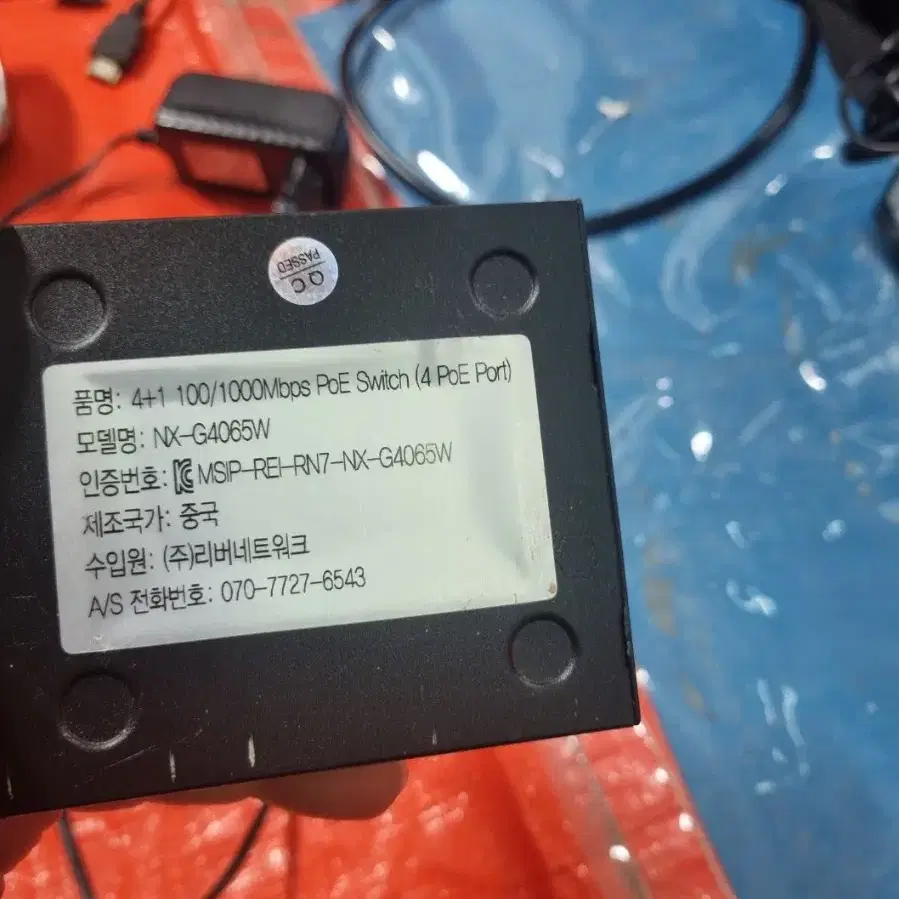 QC
PASSED
품명: 4+1 100/1000Mbps PoE Switch (4 PoE Port)
모델명: NX-G4065W
인증번호: MSIP-REI-RN7-NX-G4065W
제조국가: 중국
수입원: (주)리버네트워크
A/S 전화번호: 070-7727-6543